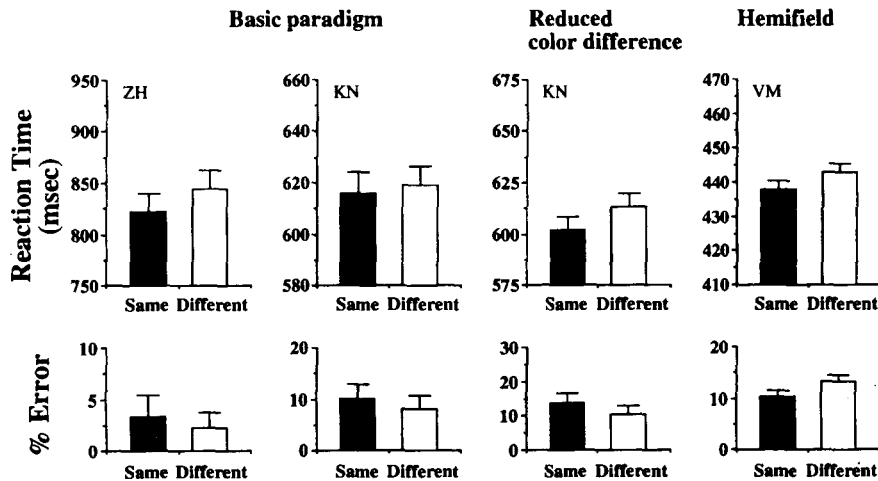 Basic paradigm
Reduced
color difference
Hemifield
Reaction Time
(msec)
950
900
850
800
750
ZH
Same Different
660
640
620
600
580
KN
Same Different
675
650
625
600
575
KN
Same Different
470
460
450
440
430
420
410
VM
Same Different
% Error
10
5
0
Same Different
20
10
0
Same Different
30
20
10
0
Same Different
20
10
0
Same Different